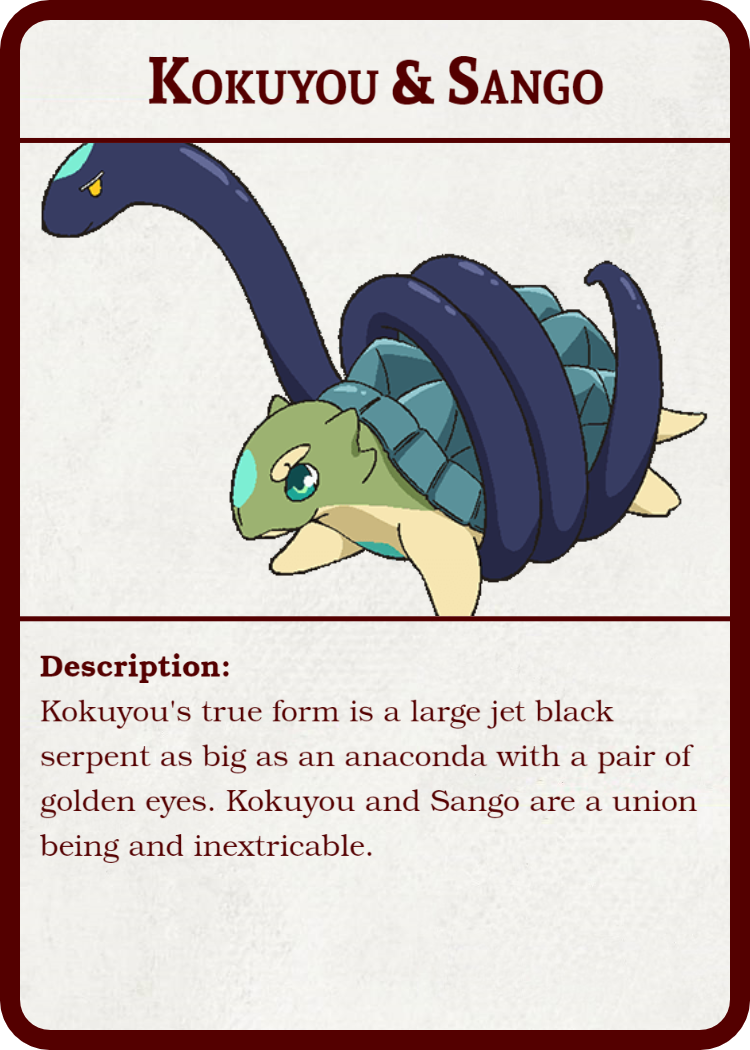 Kokuyou & Sango
Description:
Kokuyou's true form is a large jet black
serpent as big as an anaconda with a pair of
golden eyes. Kokuyou and Sango are a union
being and inextricable.